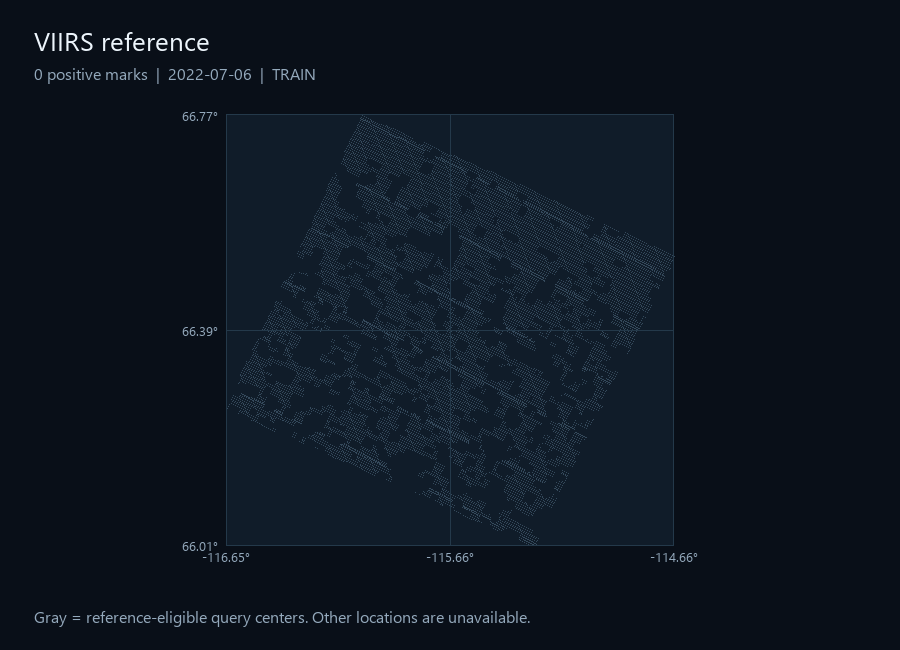 VIIRS reference
0 positive marks | 2022-07-06 | TRAIN
66.77°
66.39°
66.01°
-116.65°
-115.66°
-114.66°
Gray = reference-eligible query centers. Other locations are unavailable.